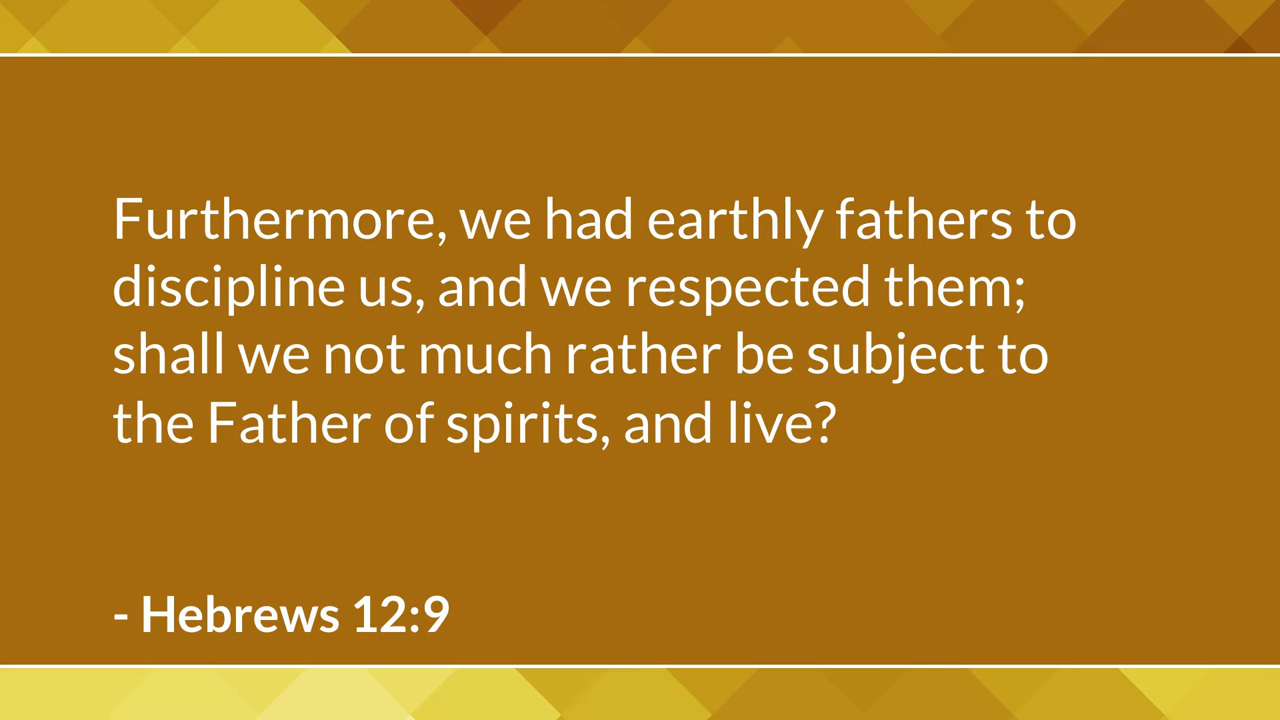 Furthermore, we had earthly fathers to
discipline us, and we respected them;
shall we not much rather be subject to
the Father of spirits, and live?
- Hebrews 12:9